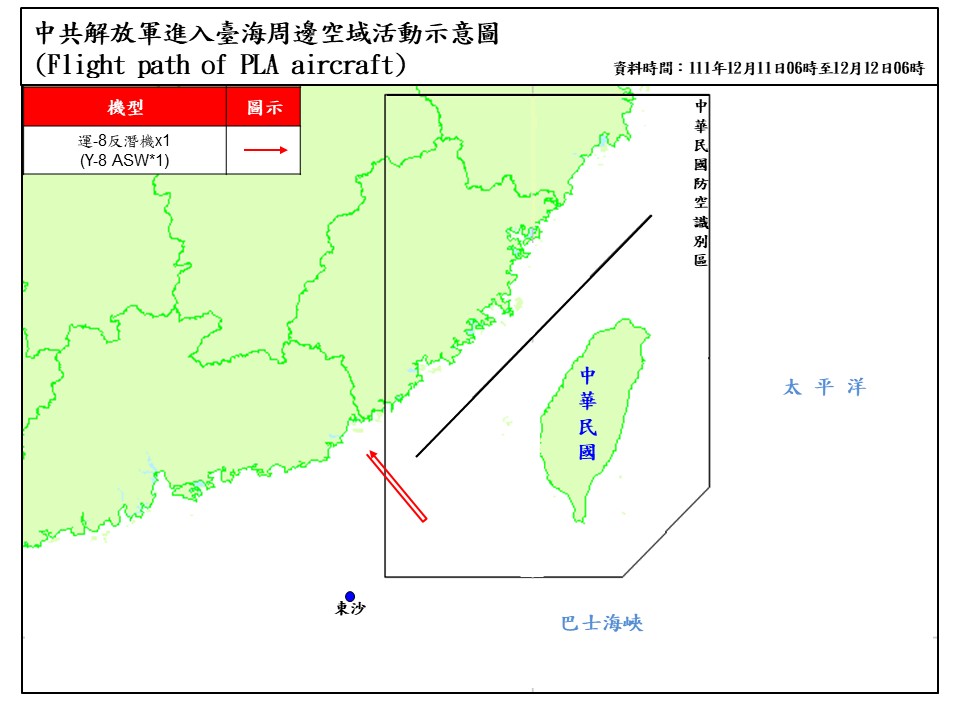 中共解放軍進入臺海周邊空域活動示意圖
(Flight path of PLA aircraft)
資料時間：111年12月11日06時至12月12日06時
機型
圖示
運-8反潛機x1
(Y-8 ASW*1)
中華民國防空識別區
中華民國
太平洋
東沙
巴士海峽